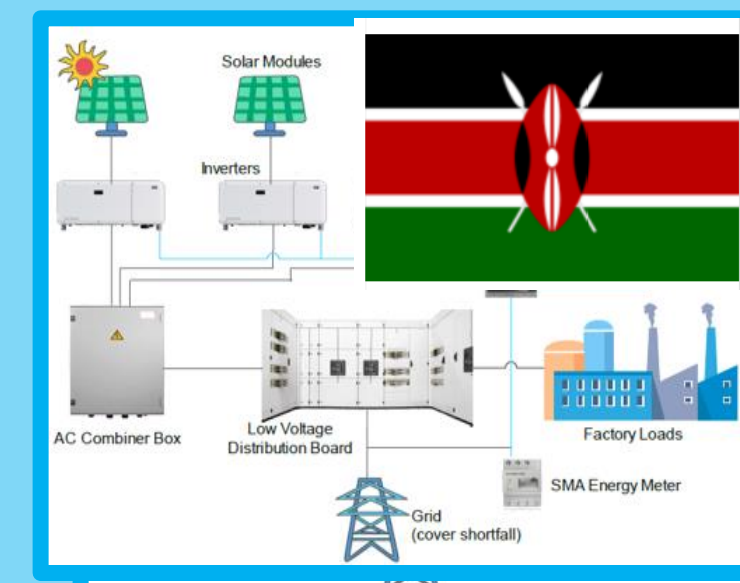 Solar Modules
Inverters
AC Combiner Box
Low Voltage
Distribution Board
Factory Loads
SMA Energy Meter
Grid
(cover shortfall)